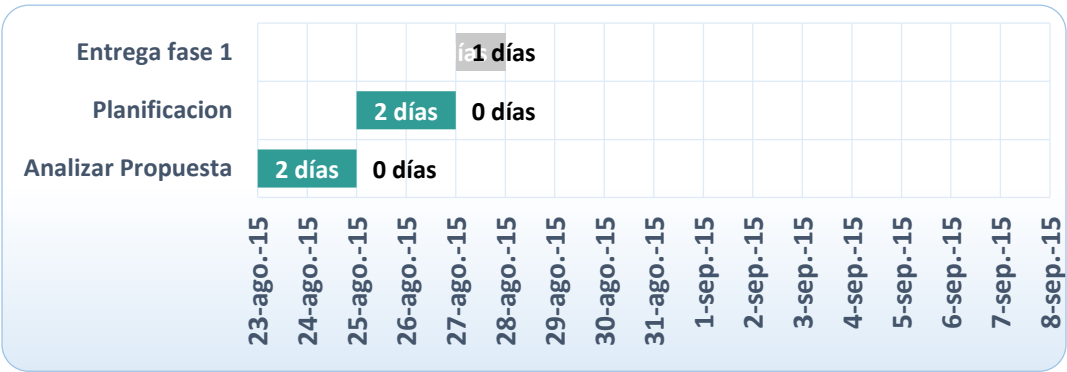 Entrega fase 1
1 días
Planificacion
2 días
0 días
Analizar Propuesta
2 días
0 días
23-ago.-15
24-ago.-15
25-ago.-15
26-ago.-15
27-ago.-15
28-ago.-15
29-ago.-15
30-ago.-15
31-ago.-15
1-sep.-15
2-sep.-15
3-sep.-15
4-sep.-15
5-sep.-15
6-sep.-15
7-sep.-15
8-sep.-15